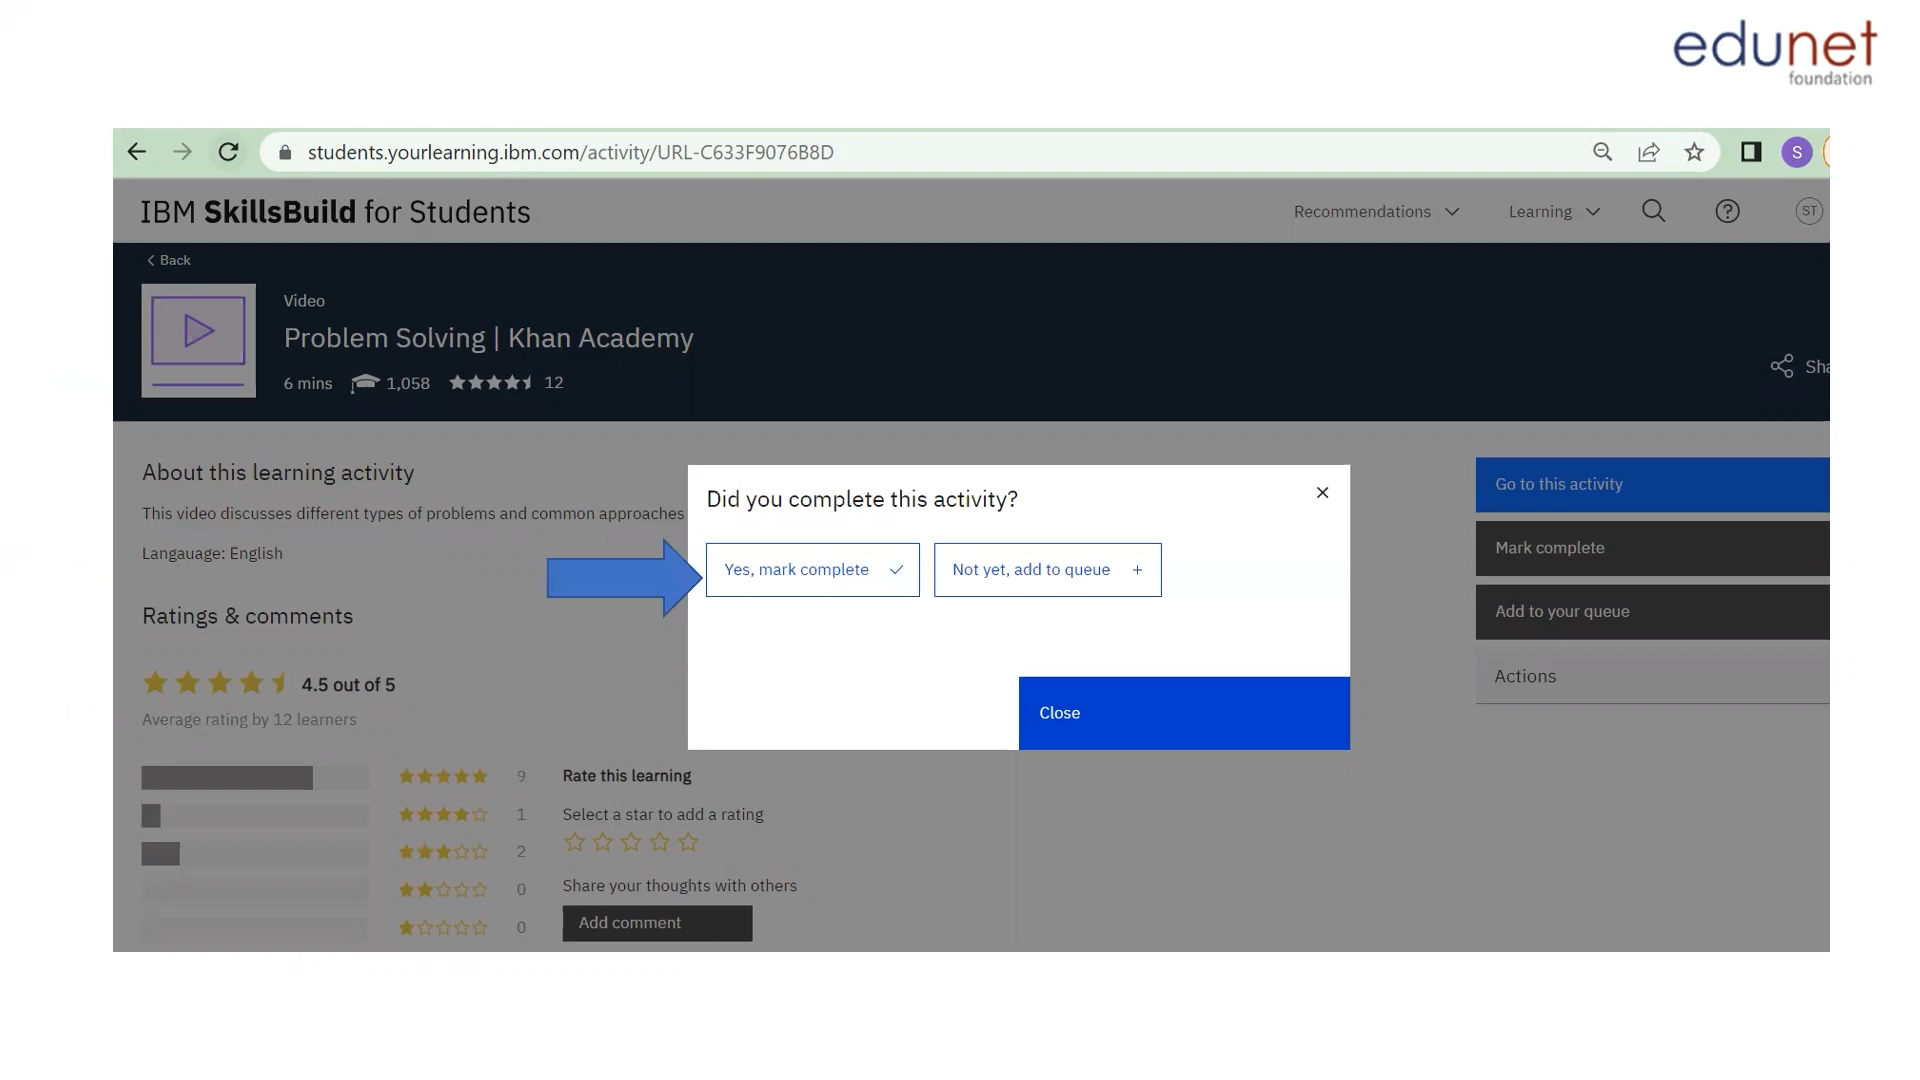 edunet
foundation
students.yourlearning.ibm.com/activity/URL-C633F9076B8D
S
IBM SkillsBuild for Students
Recommendations
Learning
ST
Back
Video
Problem Solving | Khan Academy
6 mins 1,058 12
Sha
About this learning activity
This video discusses different types of problems and common approaches
Langauage: English
Did you complete this activity?
Yes, mark complete
Not yet, add to queue
Close
Go to this activity
Mark complete
Add to your queue
Actions
Ratings & comments
4.5 out of 5
Average rating by 12 learners
9
1
2
0
0
Rate this learning
Select a star to add a rating
Share your thoughts with others
Add comment